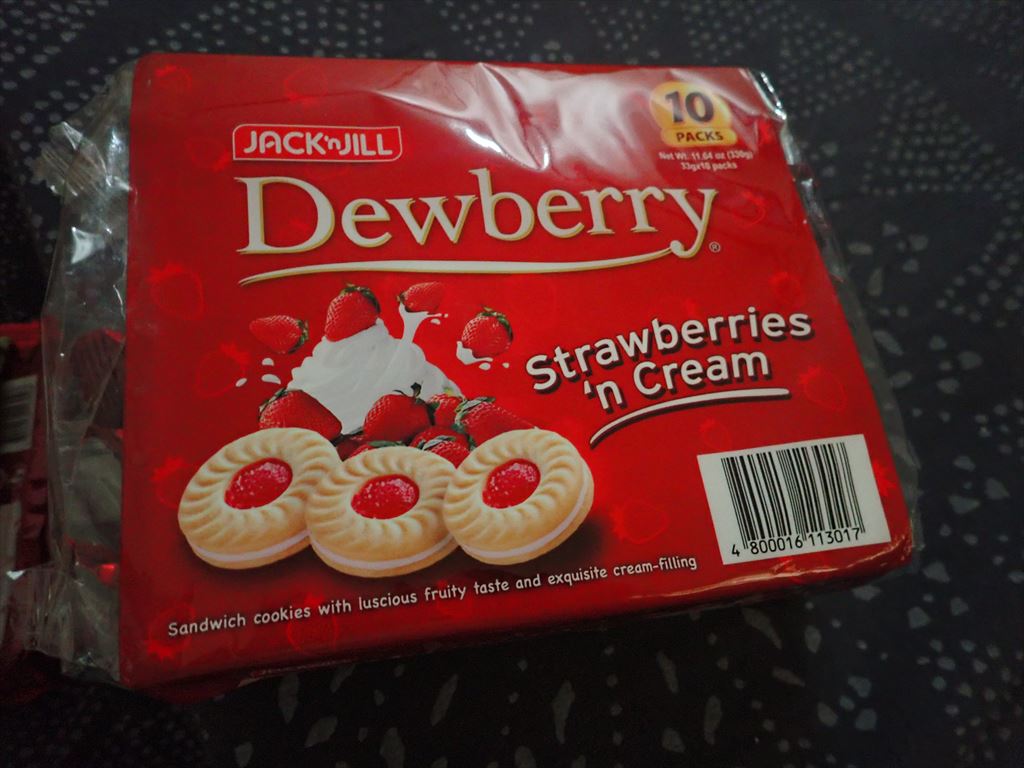 JACK'nJILL
10
PACKS
Net Wt. 11.64 oz (330g)
33gx10 packs
Dewberry®
Strawberries
'n Cream
4 800016 113017
Sandwich cookies with luscious fruity taste and exquisite cream-filling